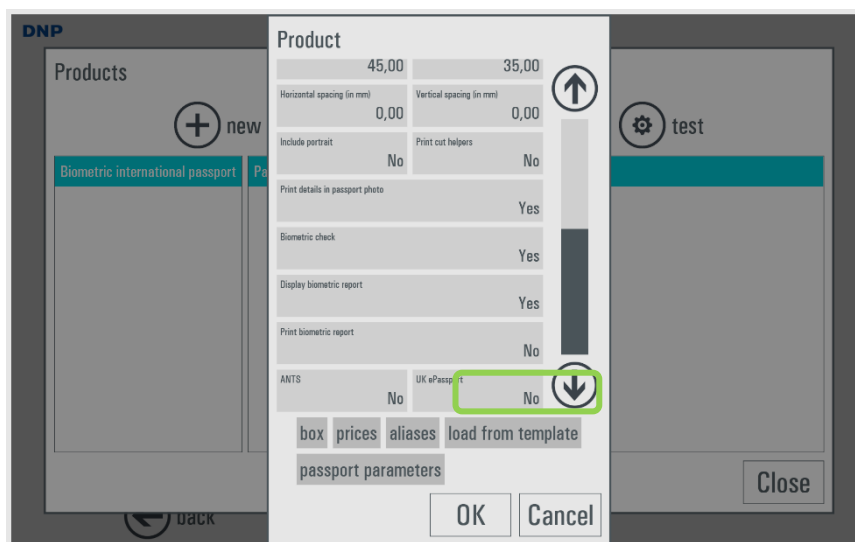 DNP
Products
new
test
Biometric international passport
Pa
Product
45,00 35,00
Horizontal spacing (in mm) Vertical spacing (in mm)
0,00 0,00
Include portrait Print cut helpers
No No
Print details in passport photo
Yes
Biometric check
Yes
Display biometric report
Yes
Print biometric report
No
ANTS UK ePassport
No No
box prices aliases load from template
passport parameters
OK Cancel
Close
back